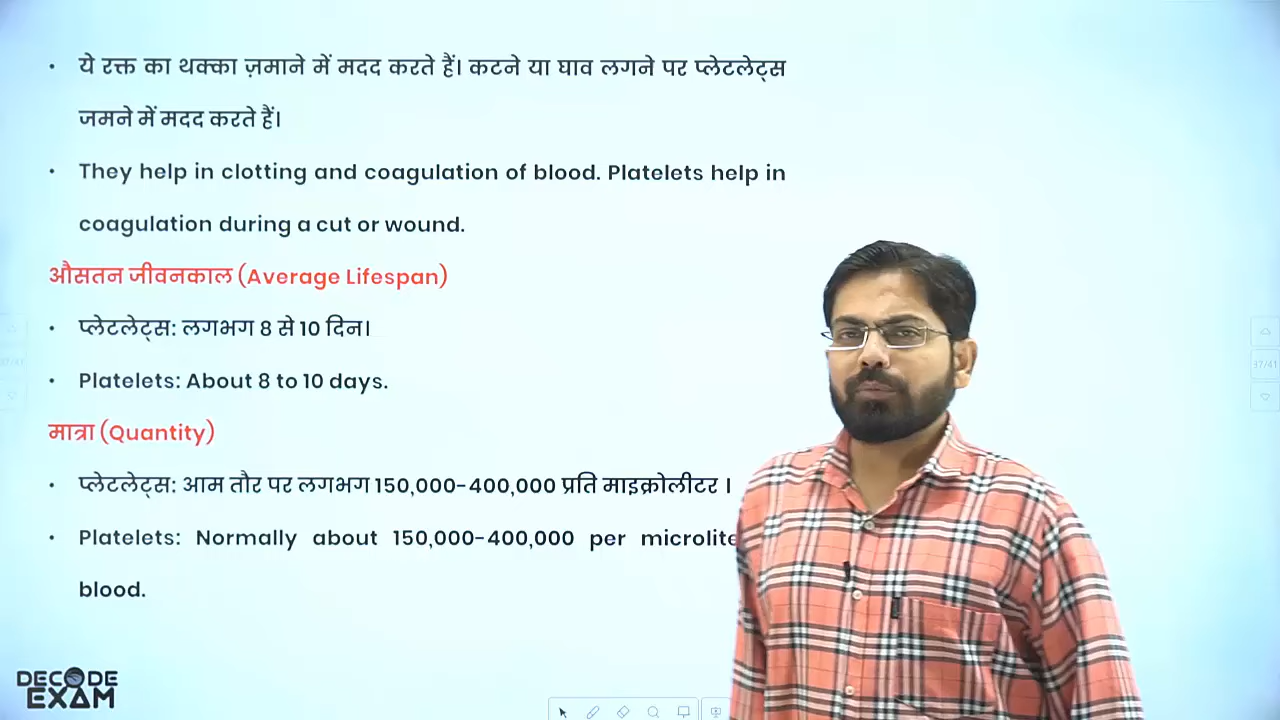 • ये रक्त का थक्का ज़माने में मदद करते हैं। कटने या घाव लगने पर प्लेटलेट्स
जमने में मदद करते हैं।
• They help in clotting and coagulation of blood. Platelets help in
coagulation during a cut or wound.
औसतन जीवनकाल (Average Lifespan)
• प्लेटलेट्स: लगभग 8 से 10 दिन।
• Platelets: About 8 to 10 days.
मात्रा (Quantity)
• प्लेटलेट्स: आम तौर पर लगभग 150,000-400,000 प्रति माइक्रोलीटर ।
• Platelets: Normally about 150,000-400,000 per microlite
blood.
37/41
DECODE
EXAM